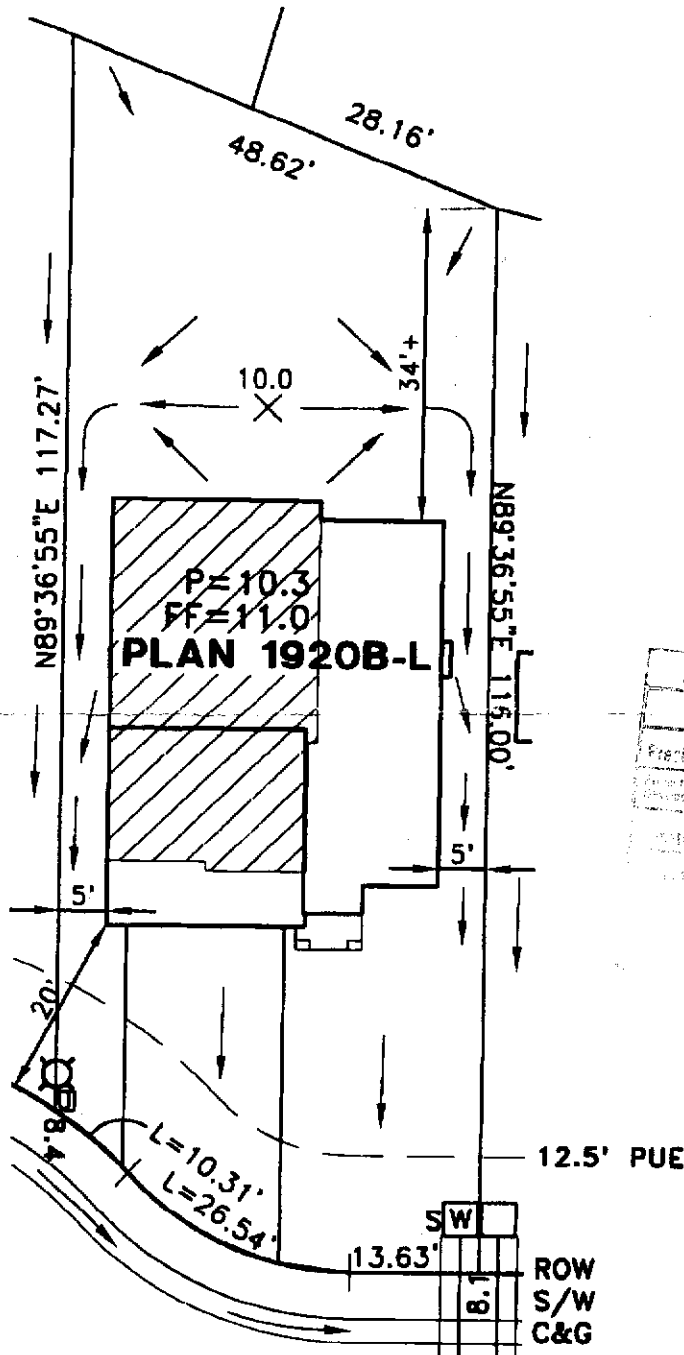 28.16'
48.62'
34'+
10.0
N89°36'55"E 117.27'
N89°36'55"E 116.00'
P=10.3
FF=11.0
PLAN 1920B-L
5'
5'
20'
8.4
L=10.31'
L=26.54'
12.5' PUE
S W
13.63'
8.1
ROW
S/W
C&G